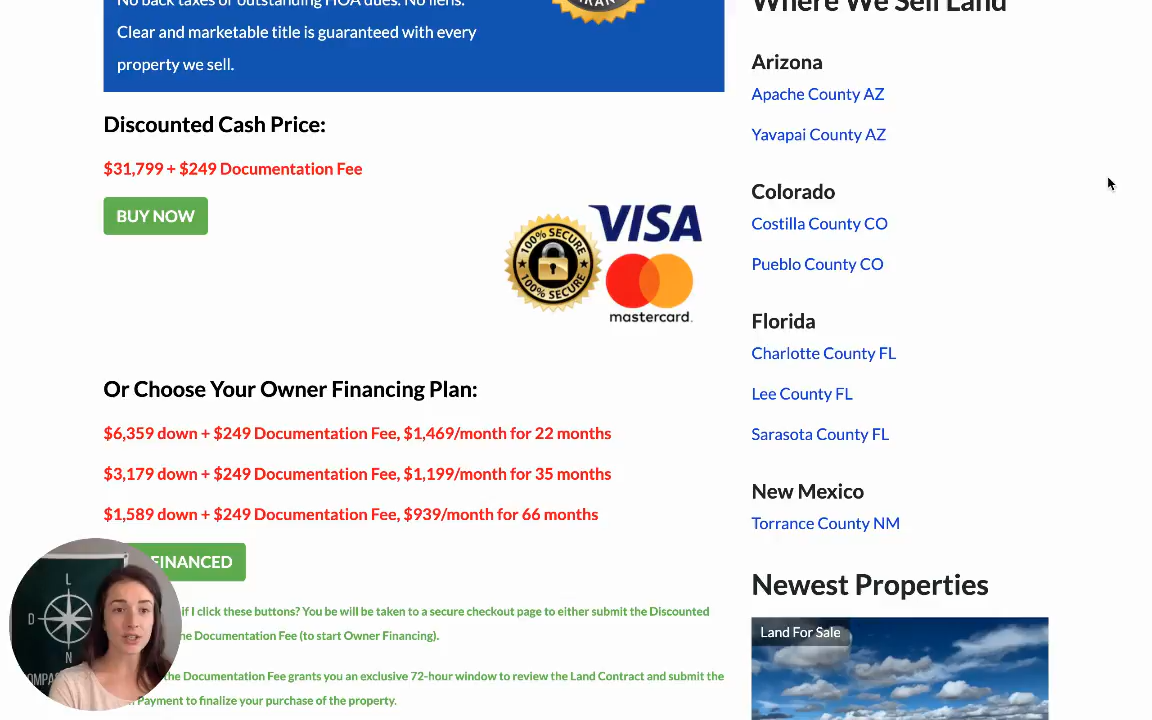 No back taxes or outstanding HOA dues. No liens.
Clear and marketable title is guaranteed with every
property we sell.
Discounted Cash Price:
$31,799 + $249 Documentation Fee
BUY NOW
100% SECURE
100% SECURE
VISA
mastercard.
Or Choose Your Owner Financing Plan:
$6,359 down + $249 Documentation Fee, $1,469/month for 22 months
$3,179 down + $249 Documentation Fee, $1,199/month for 35 months
$1,589 down + $249 Documentation Fee, $939/month for 66 months
FINANCED
if I click these buttons? You be will be taken to a secure checkout page to either submit the Discounted
the Documentation Fee (to start Owner Financing).
the Documentation Fee grants you an exclusive 72-hour window to review the Land Contract and submit the
Payment to finalize your purchase of the property.
L
D
N
Where We Sell Land
Arizona
Apache County AZ
Yavapai County AZ
Colorado
Costilla County CO
Pueblo County CO
Florida
Charlotte County FL
Lee County FL
Sarasota County FL
New Mexico
Torrance County NM
Newest Properties
Land For Sale